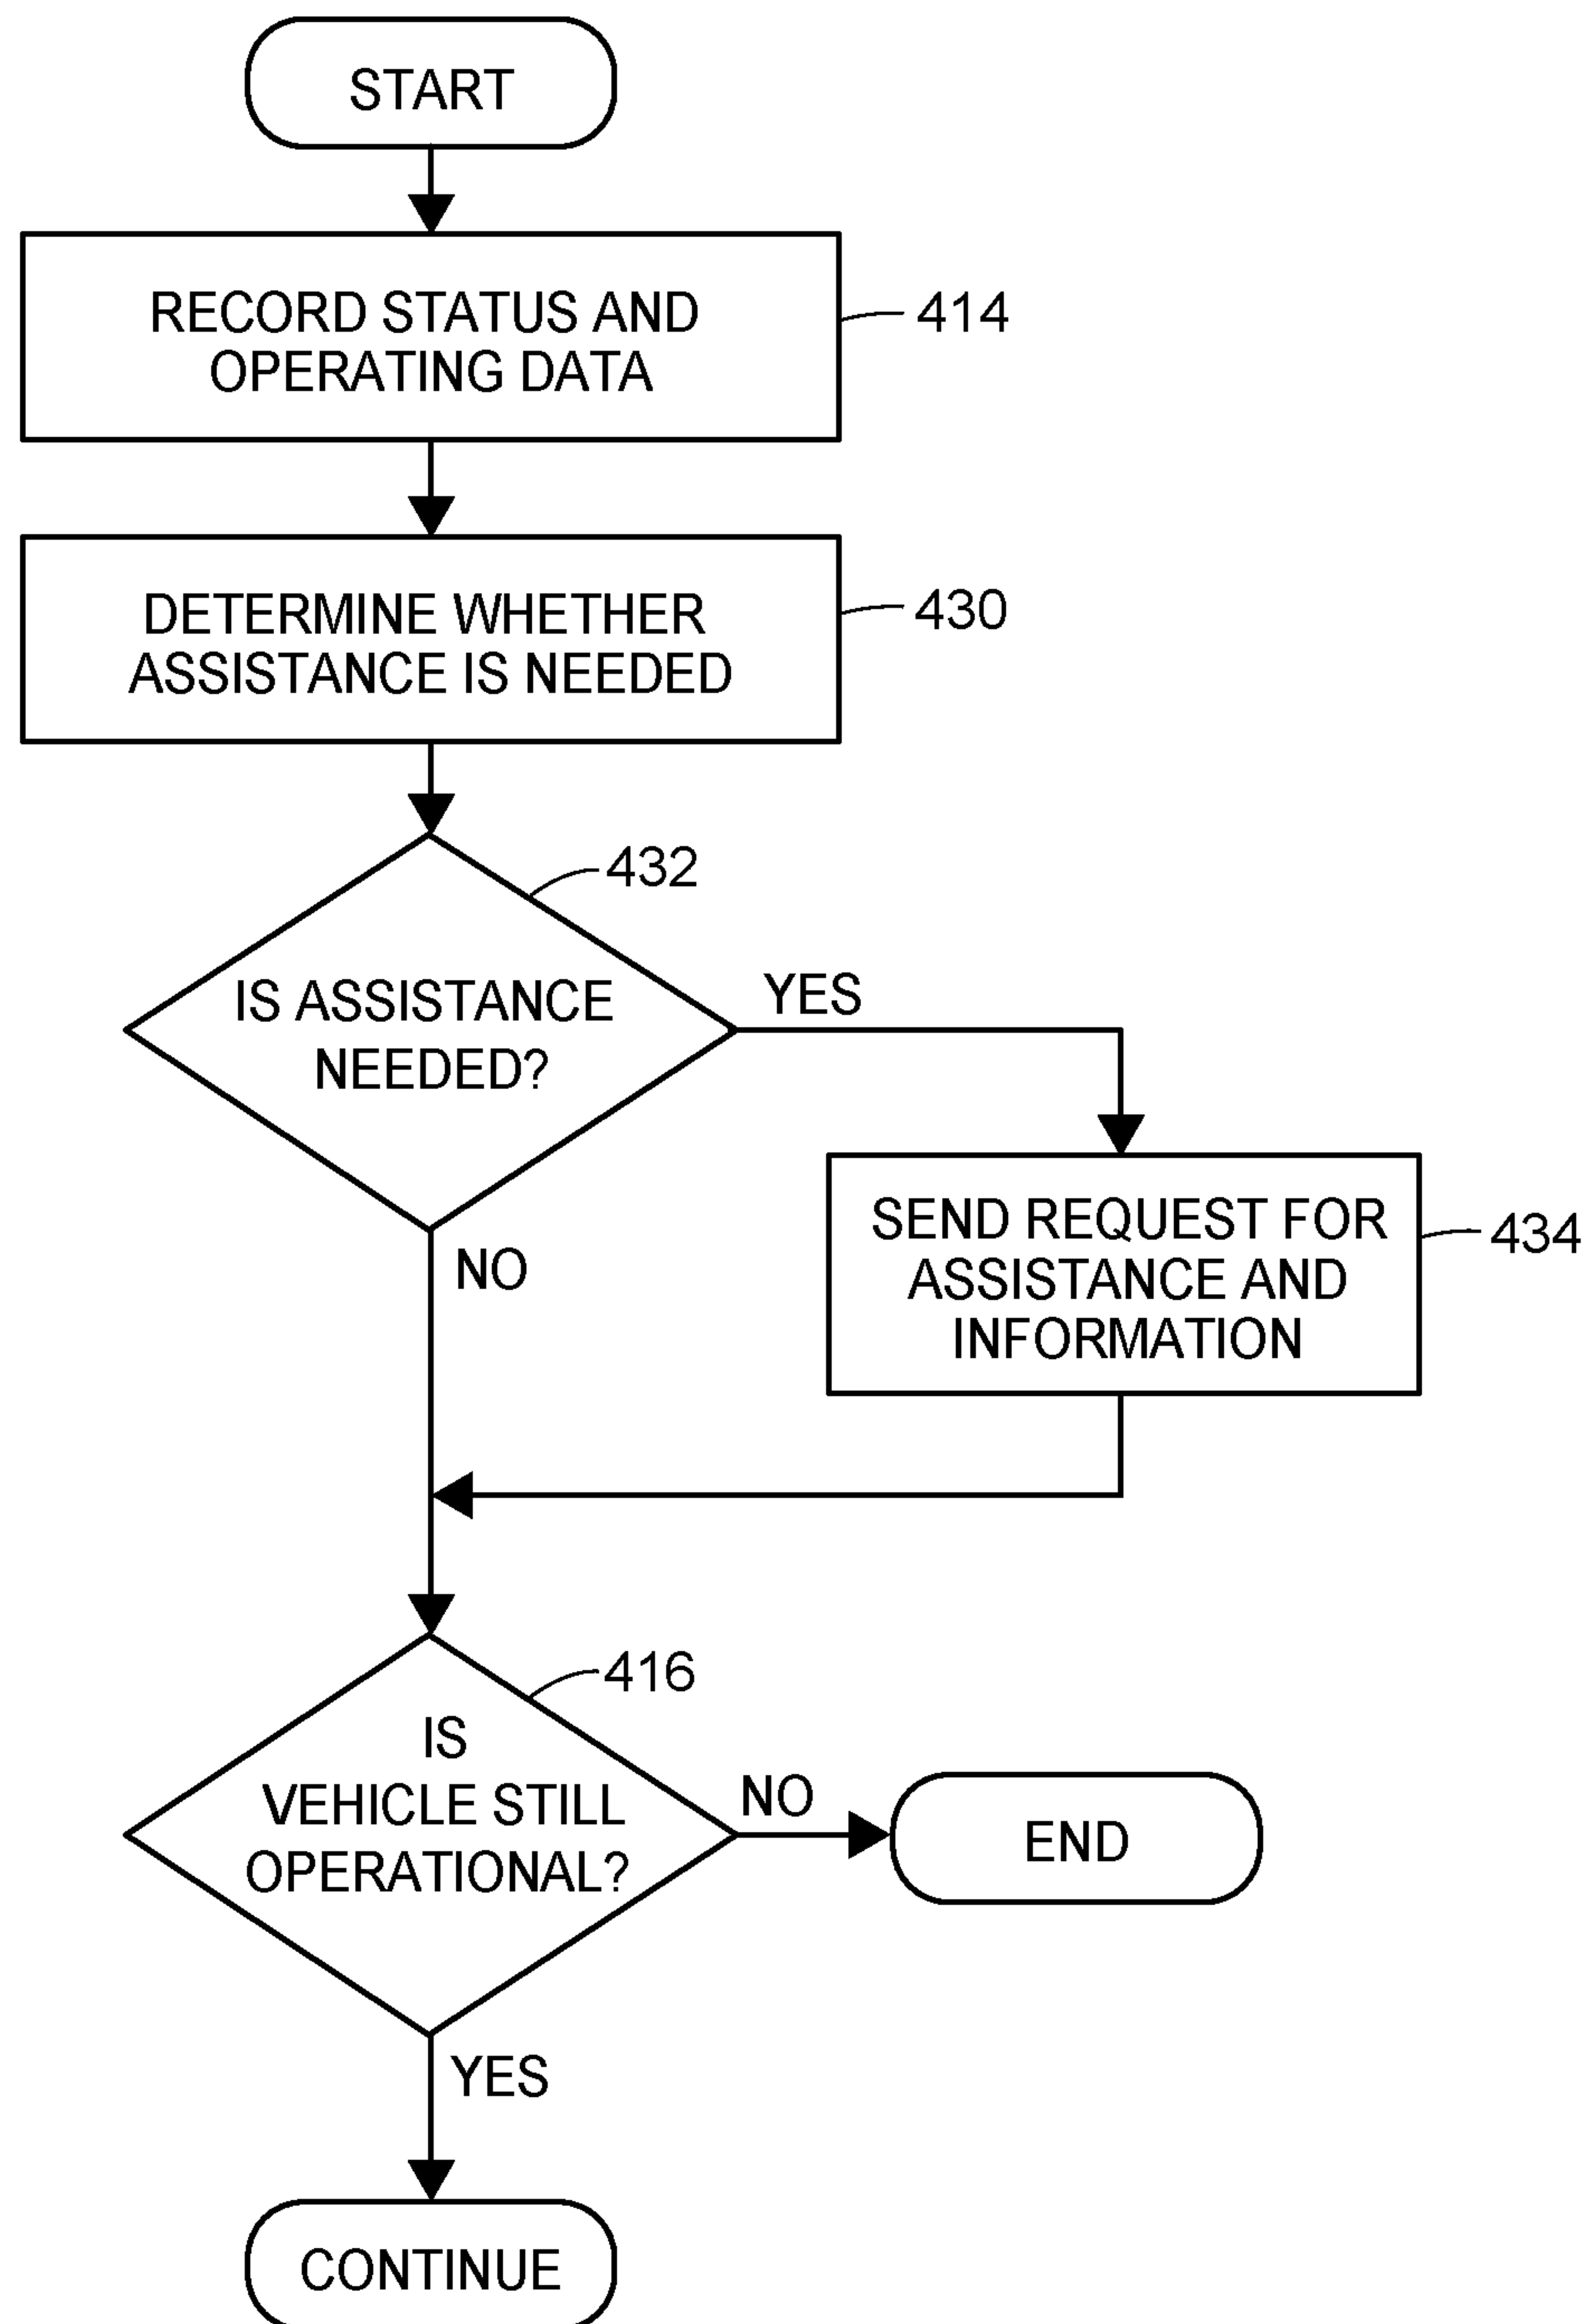 START
RECORD STATUS AND
OPERATING DATA
414
DETERMINE WHETHER
ASSISTANCE IS NEEDED
430
432
IS ASSISTANCE
NEEDED?
YES
NO
SEND REQUEST FOR
ASSISTANCE AND
INFORMATION
434
416
IS
VEHICLE STILL
OPERATIONAL?
NO
END
YES
CONTINUE